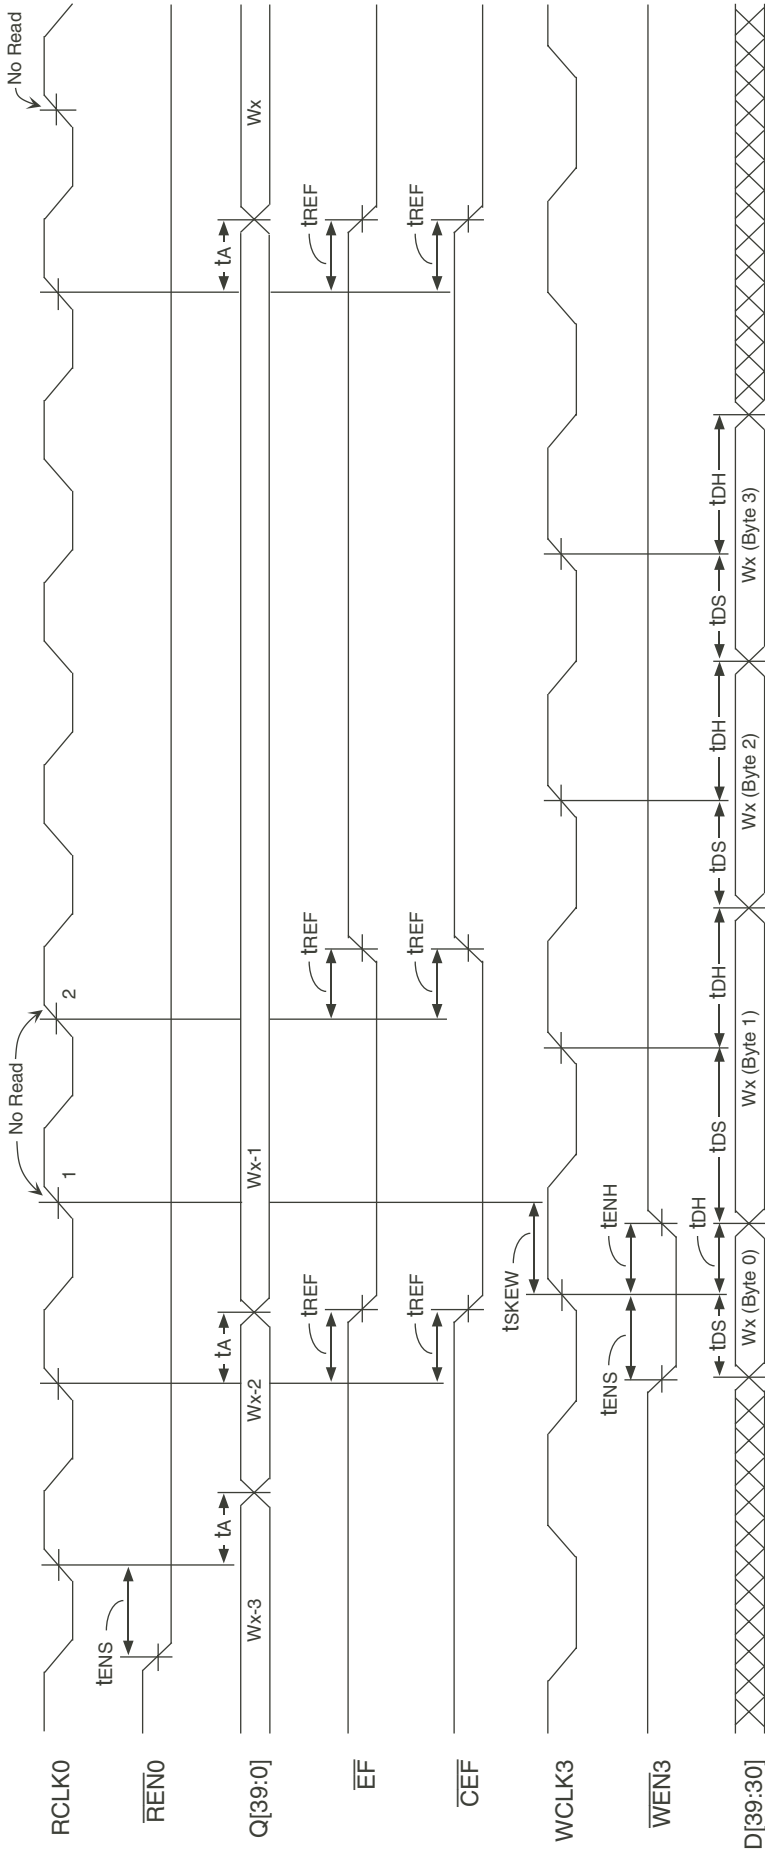 No Read
No Read
RCLK0
1
2
tENS
REN0
tA
tA
tA
Q[39:0]
Wx-3
Wx-2
Wx-1
Wx
tREF
tREF
tREF
EF
tREF
tREF
tREF
CEF
tSKEW
WCLK3
tENS
tENH
WEN3
tDS
tDH
tDS
tDH
tDS
tDH
tDS
tDH
D[39:30]
Wx (Byte 0)
Wx (Byte 1)
Wx (Byte 2)
Wx (Byte 3)